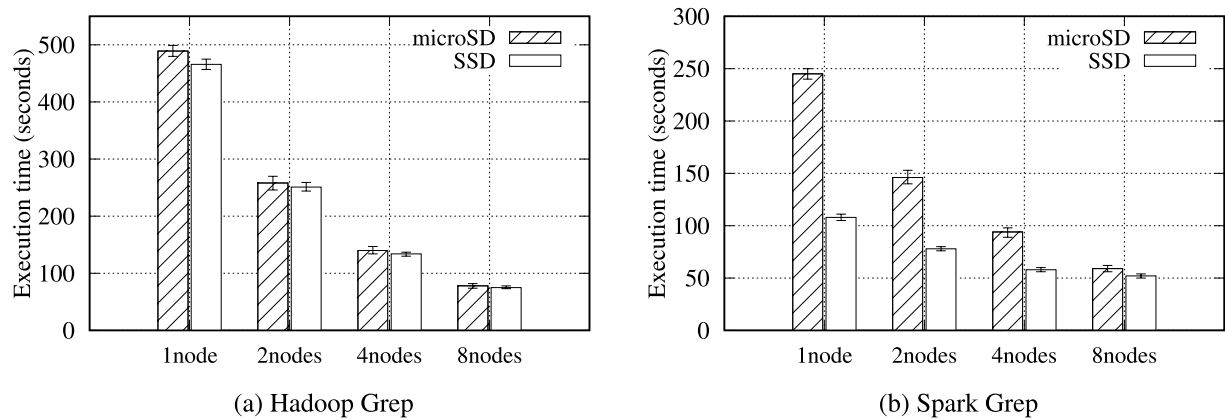 Execution time (seconds)
500
400
300
200
100
0
microSD
SSD
1node 2nodes 4nodes 8nodes
(a) Hadoop Grep
Execution time (seconds)
300
250
200
150
100
50
0
microSD
SSD
1node 2nodes 4nodes 8nodes
(b) Spark Grep